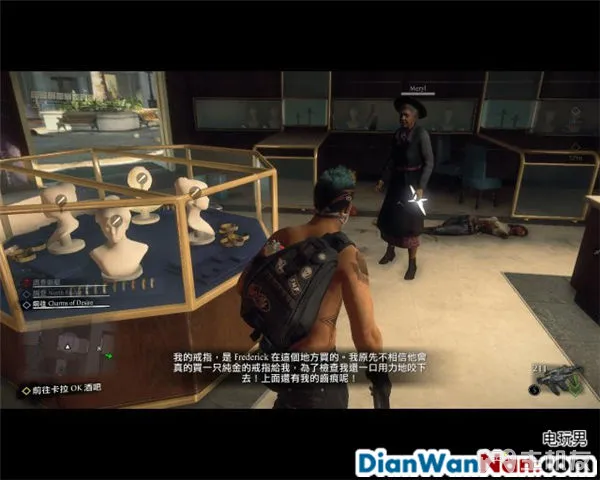 Meryl
前往 Charms of Desire
我的戒指，是 Frederick 在這個地方買的。我原先不相信他會
真的買一只純金的戒指給我，為了檢查我還一口用力地咬下
去！上面還有我的齒痕呢！
211
前往卡拉 OK 酒吧
电玩男
DianWanNan.com